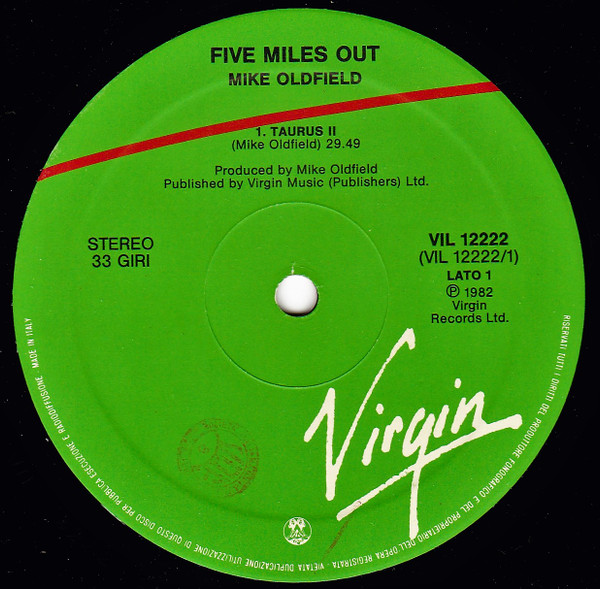 FIVE MILES OUT
MIKE OLDFIELD
1. TAURUS II
(Mike Oldfield) 29.49
Produced by Mike Oldfield
Published by Virgin Music (Publishers) Ltd.
STEREO
33 GIRI
VIL 12222
(VIL 12222/1)
LATO 1
℗ 1982
Virgin
Records Ltd.
Virgin
RISERVATI TUTTI I DIRITTI DEL PRODUTTORE FONOGRAFICO E DEL PROPRIETARIO DELL'OPERA REGISTRATA - VIETATA DUPLICAZIONE UTILIZZAZIONE DI QUESTO DISCO PER PUBBLICA ESECUZIONE E RADIODIFFUSIONE. MADE IN ITALY